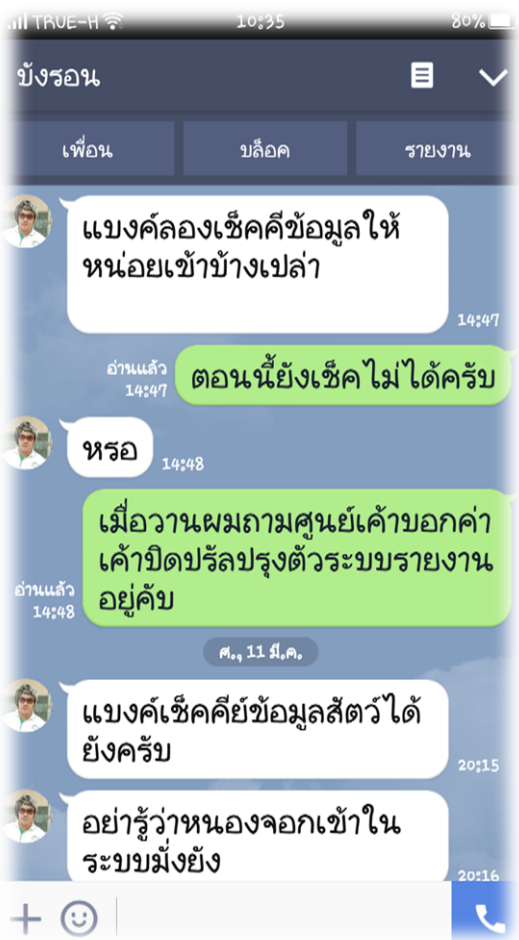 TRUE-H 10:35 80%
บังรอน
เพื่อน บล็อค รายงาน
แบงค์ลองเช็คคีข้อมูลให้
หน่อยเข้าบ้างเปล่า
14:47
อ่านแล้ว
14:47
ตอนนี้ยังเช็คไม่ได้ครับ
หรอ
14:48
เมื่อวานผมถามศูนย์เค้าบอกค่า
เค้าปิดปรัลปรุงตัวระบบรายงาน
อยู่คับ
อ่านแล้ว
14:48
ศ., 11 มี.ค.
แบงค์เช็คคีย์ข้อมูลสัตว์ได้
ยังครับ
20:15
อย่ารู้ว่าหนองจอกเข้าใน
ระบบมั่งยัง
20:16